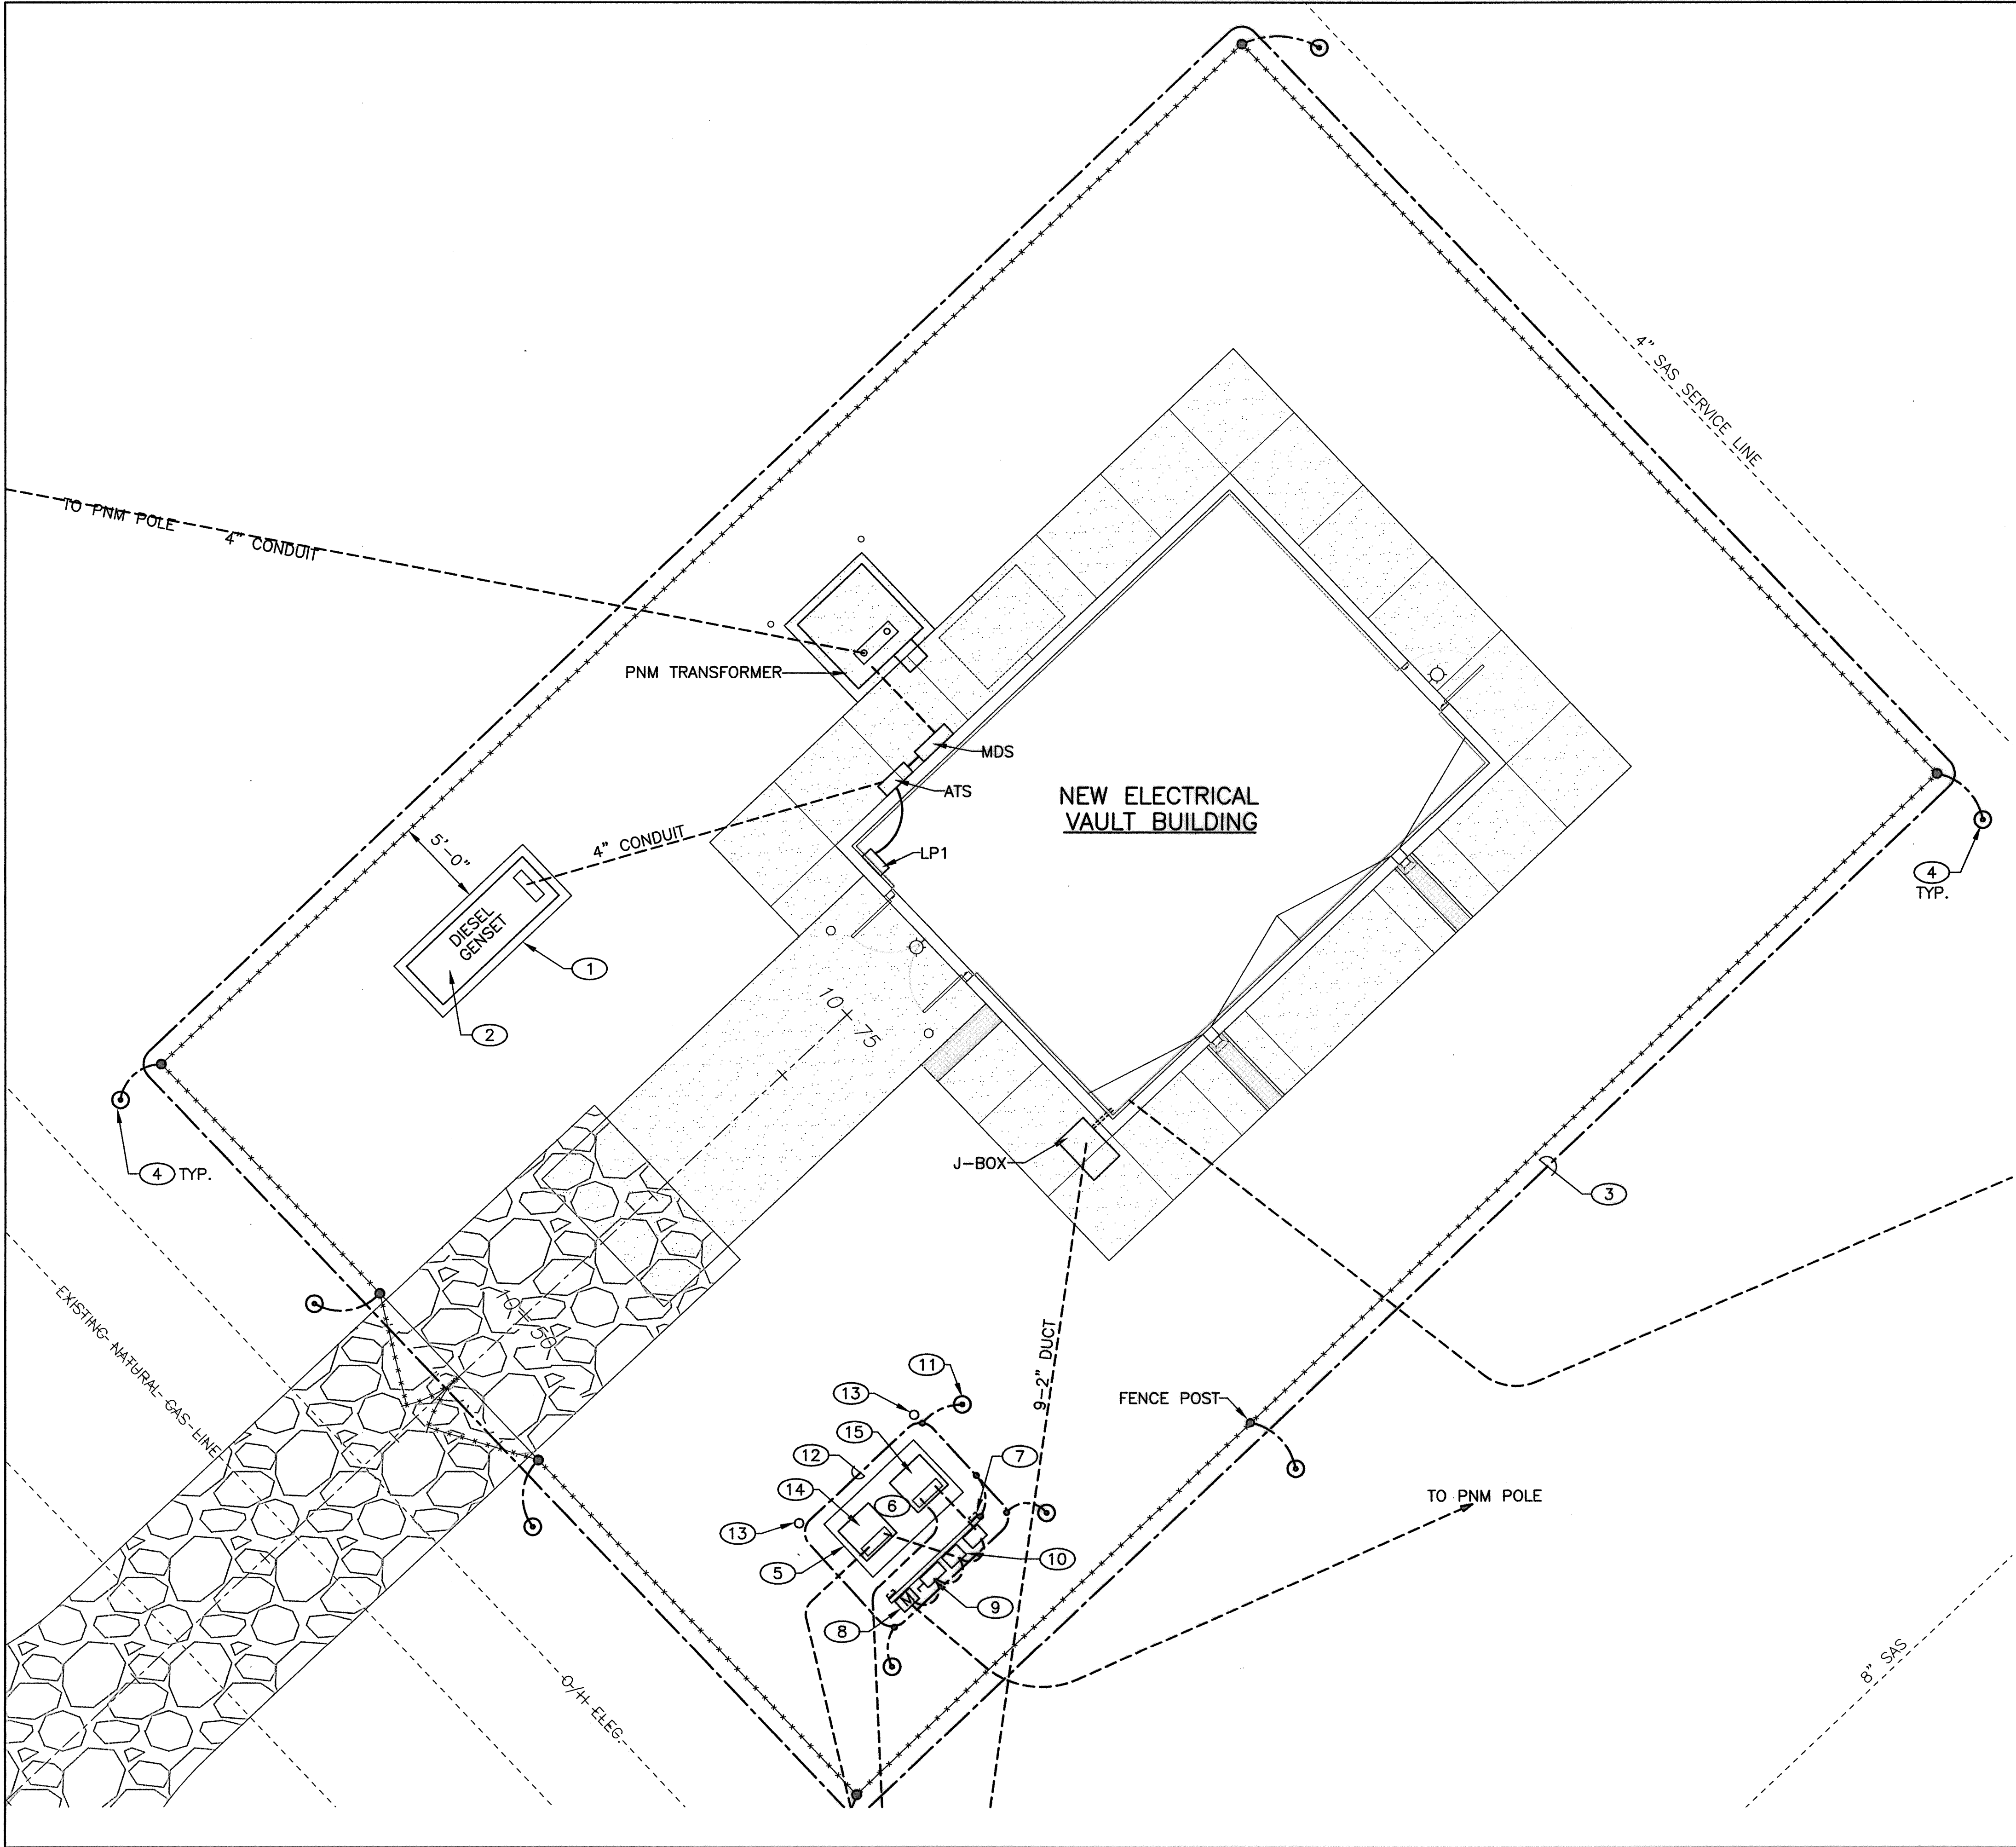 4" SAS SERVICE LINE
TO PNM POLE
4" CONDUIT
PNM TRANSFORMER
MDS
ATS
NEW ELECTRICAL
VAULT BUILDING
4" CONDUIT
LP1
5'-0"
4
TYP.
DIESEL
GENSET
1
2
10+75
4 TYP.
J-BOX
3
EXISTING NATURAL GAS LINE
10+50
9-2" DUCT
11
13
FENCE POST
15
12
7
14
6
TO PNM POLE
13
5
10
9
8
M
O/H ELEC.
8" SAS